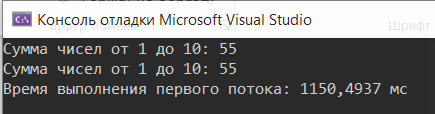 Консоль отладки Microsoft Visual Studio
Сумма чисел от 1 до 10: 55
Сумма чисел от 1 до 10: 55
Время выполнения первого потока: 1150,4937 мс